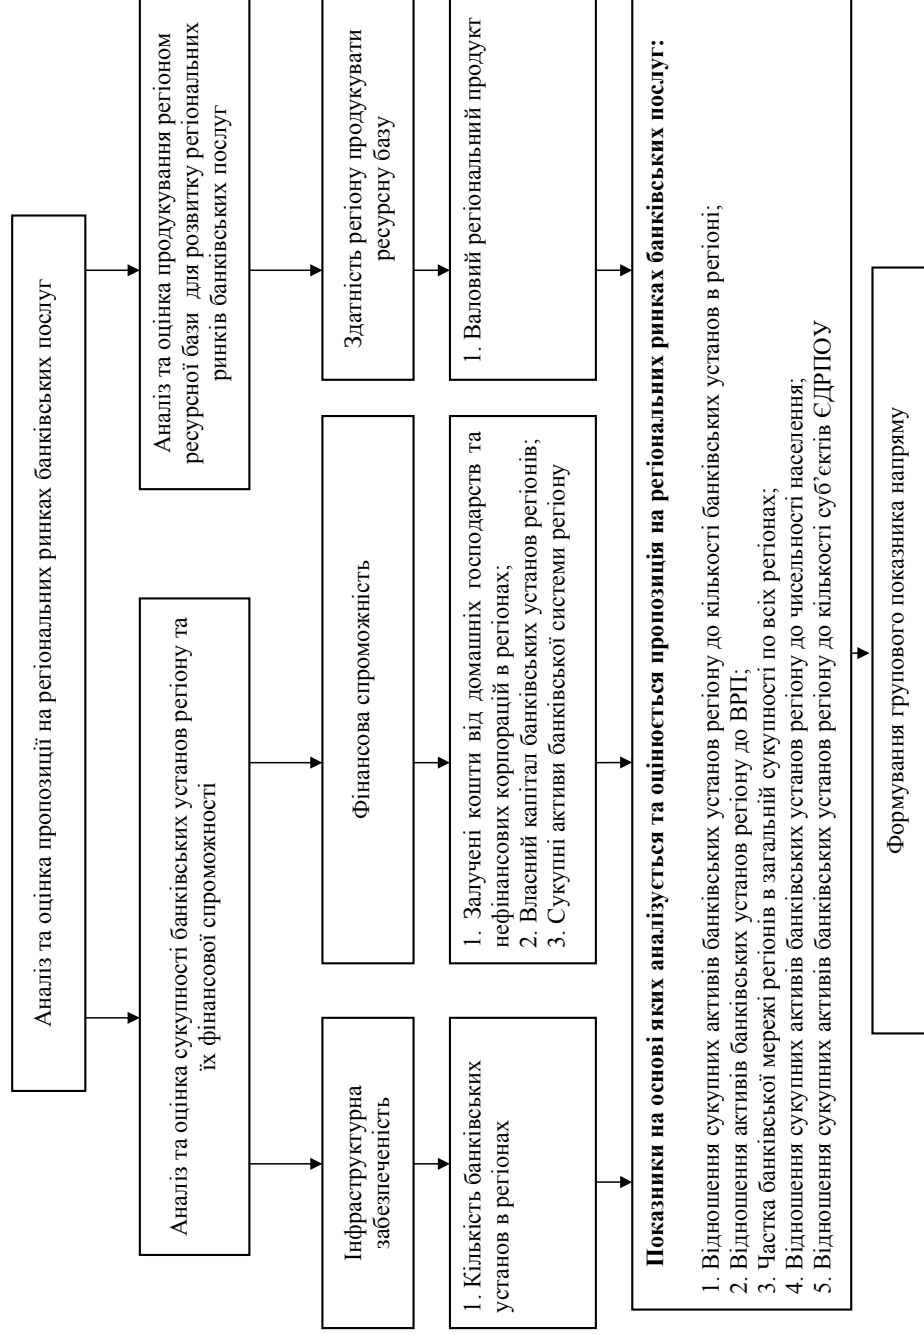 Аналіз та оцінка пропозиції на регіональних ринках банківських послуг
Аналіз та оцінка сукупності банківських установ регіону та
їх фінансової спроможності
Аналіз та оцінка продукування регіоном
ресурсної бази для розвитку регіональних
ринків банківських послуг
Інфраструктурна
забезпеченість
Фінансова спроможність
Здатність регіону продукувати
ресурсну базу
1. Кількість банківських
установ в регіонах
1. Залучені кошти від домашніх господарств та
нефінансових корпорацій в регіонах;
2. Власний капітал банківських установ регіонів;
3. Сукупні активи банківської системи регіону
1. Валовий регіональний продукт
Показники на основі яких аналізується та оцінюється пропозиція на регіональних ринках банківських послуг:
1. Відношення сукупних активів банківських установ регіону до кількості банківських установ в регіоні;
2. Відношення активів банківських установ регіону до ВРП;
3. Частка банківської мережі регіонів в загальній сукупності по всіх регіонах;
4. Відношення сукупних активів банківських установ регіону до чисельності населення;
5. Відношення сукупних активів банківських установ регіону до кількості суб’єктів ЄДРПОУ
Формування групового показника напряму